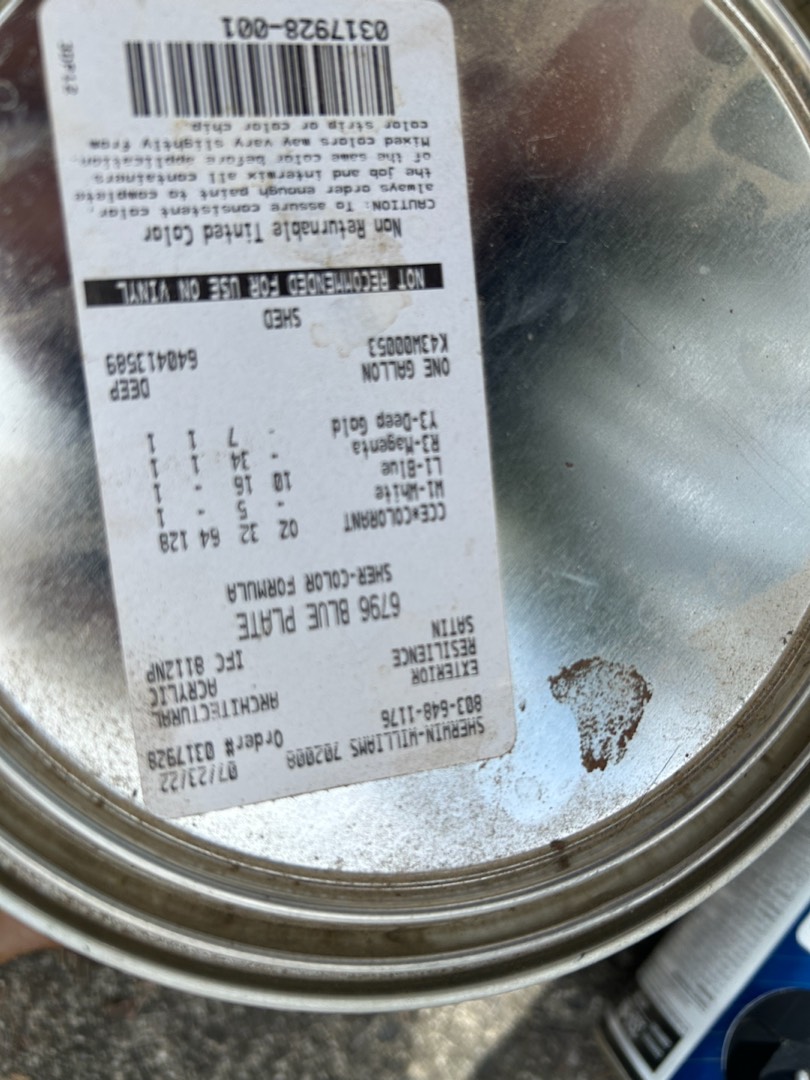 SHERWIN-WILLIAMS 702008 07/23/22
803-648-1176 Order# 0317928
EXTERIOR ARCHITECTURAL
RESILIENCE ACRYLIC
SATIN IFC 8112NP
6796 BLUE PLATE
SHER-COLOR FORMULA
CCE*COLORANT OZ 32 64 128
W1-White - 5 - 1
L1-Blue 10 16 - 1
R3-Magenta - 34 1 1
Y3-Deep Gold - 7 1 1
ONE GALLON DEEP
K43W00053 640413589
SHED
NOT RECOMMENDED FOR USE ON VINYL
Non Returnable Tinted Color
CAUTION: To assure consistent color,
always order enough paint to complete
the job and intermix all containers
of the same color before application.
Mixed colors may vary slightly from
color strip or color chip.
0317928-001